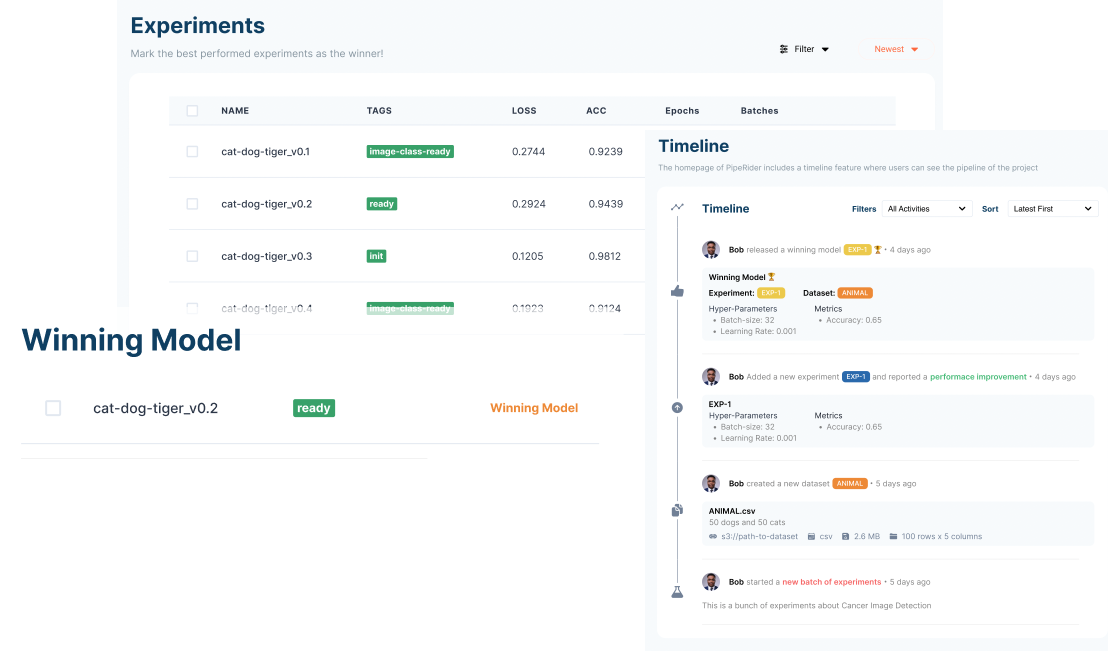 Experiments
Mark the best performed experiments as the winner!
Filter
Newest
NAME TAGS LOSS ACC Epochs Batches
cat-dog-tiger_v0.1 image-class-ready 0.2744 0.9239
cat-dog-tiger_v0.2 ready 0.2924 0.9439
cat-dog-tiger_v0.3 init 0.1205 0.9812
cat-dog-tiger_v0.4 image-class-ready 0.1923 0.9124
Winning Model
cat-dog-tiger_v0.2 ready Winning Model
Timeline
The homepage of PipeRider includes a timeline feature where users can see the pipeline of the project
Timeline
Filters All Activities Sort Latest First
Bob released a winning model EXP-1 • 4 days ago
Winning Model
Experiment: EXP-1 Dataset: ANIMAL
Hyper-Parameters Metrics
• Batch-size: 32 • Accuracy: 0.65
• Learning Rate: 0.001
Bob Added a new experiment EXP-1 and reported a performace improvement • 4 days ago
EXP-1
Hyper-Parameters Metrics
• Batch-size: 32 • Accuracy: 0.65
• Learning Rate: 0.001
Bob created a new dataset ANIMAL • 5 days ago
ANIMAL.csv
50 dogs and 50 cats
s3://path-to-dataset csv 2.6 MB 100 rows x 5 columns
Bob started a new batch of experiments • 5 days ago
This is a bunch of experiments about Cancer Image Detection